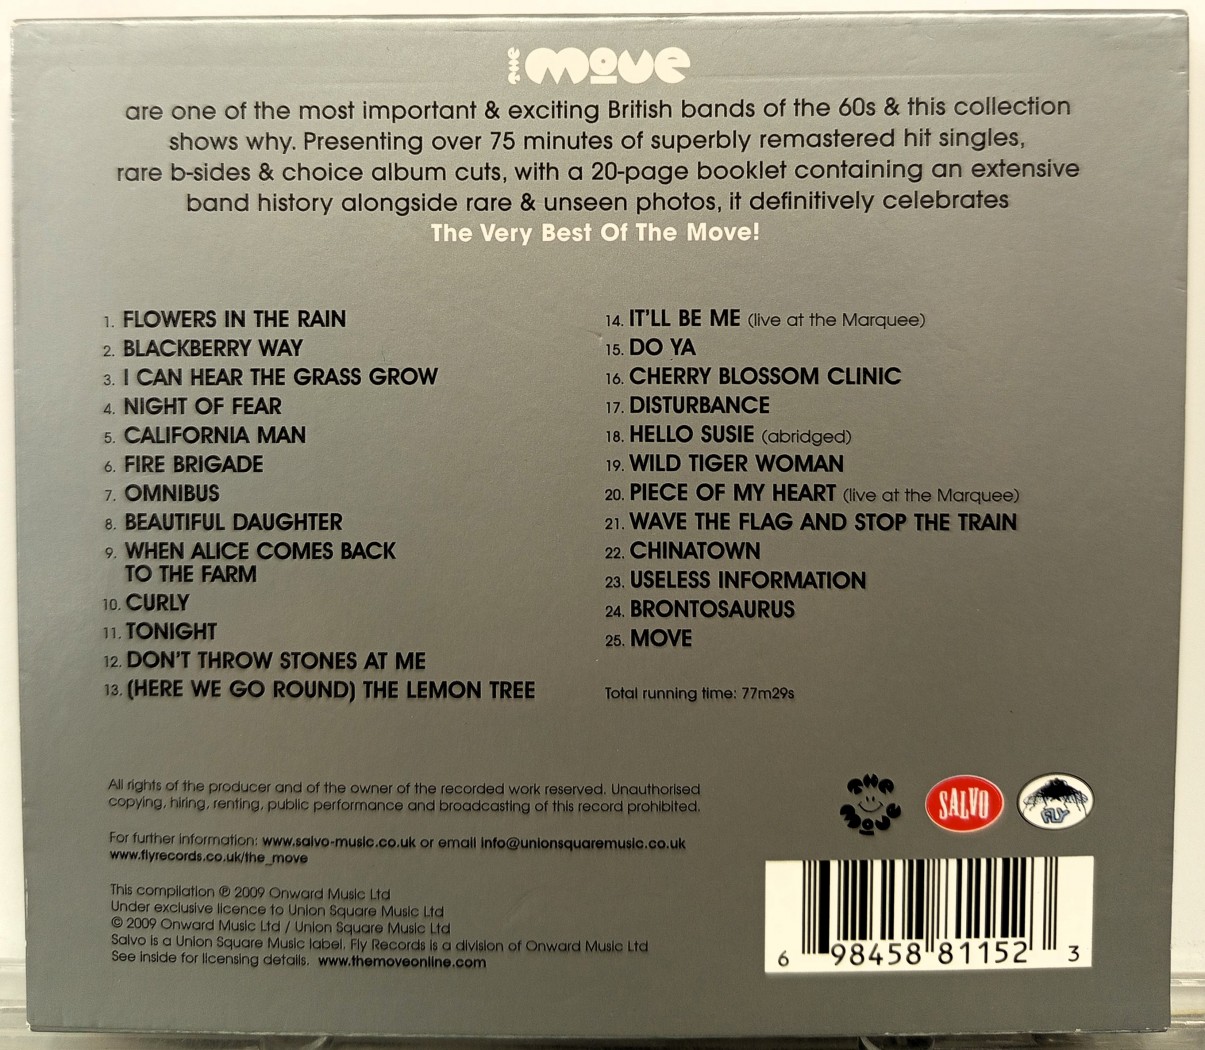 THE MOVE
are one of the most important & exciting British bands of the 60s & this collection
shows why. Presenting over 75 minutes of superbly remastered hit singles,
rare b-sides & choice album cuts, with a 20-page booklet containing an extensive
band history alongside rare & unseen photos, it definitively celebrates
The Very Best Of The Move!
1. FLOWERS IN THE RAIN
2. BLACKBERRY WAY
3. I CAN HEAR THE GRASS GROW
4. NIGHT OF FEAR
5. CALIFORNIA MAN
6. FIRE BRIGADE
7. OMNIBUS
8. BEAUTIFUL DAUGHTER
9. WHEN ALICE COMES BACK
TO THE FARM
10. CURLY
11. TONIGHT
12. DON'T THROW STONES AT ME
13. (HERE WE GO ROUND) THE LEMON TREE
14. IT'LL BE ME (live at the Marquee)
15. DO YA
16. CHERRY BLOSSOM CLINIC
17. DISTURBANCE
18. HELLO SUSIE (abridged)
19. WILD TIGER WOMAN
20. PIECE OF MY HEART (live at the Marquee)
21. WAVE THE FLAG AND STOP THE TRAIN
22. CHINATOWN
23. USELESS INFORMATION
24. BRONTOSAURUS
25. MOVE
Total running time: 77m29s
All rights of the producer and of the owner of the recorded work reserved. Unauthorised
copying, hiring, renting, public performance and broadcasting of this record prohibited.
For further information: www.salvo-music.co.uk or email info@unionsquaremusic.co.uk
www.flyrecords.co.uk/the_move
This compilation ℗ 2009 Onward Music Ltd
Under exclusive licence to Union Square Music Ltd
© 2009 Onward Music Ltd / Union Square Music Ltd
Salvo is a Union Square Music label. Fly Records is a division of Onward Music Ltd
See inside for licensing details. www.themoveonline.com
THE MOVE
SALVO
FLY
6 98458 81152 3